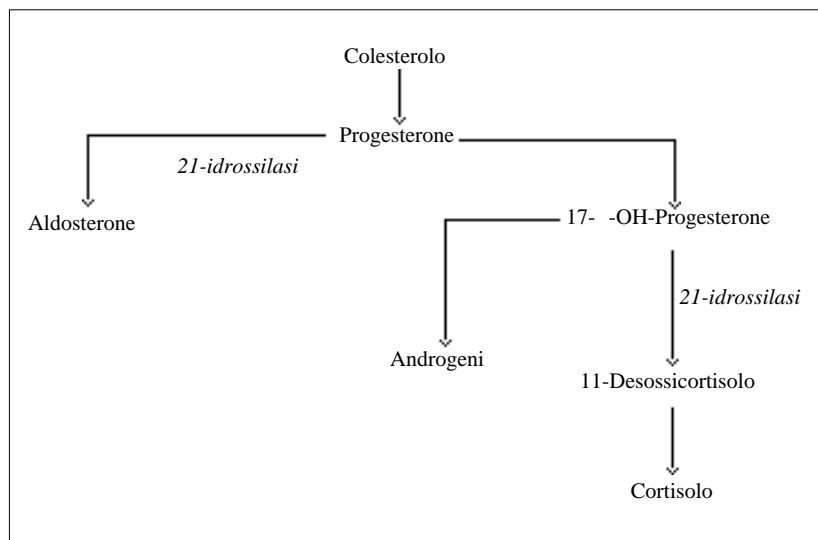 Colesterolo
Progesterone
21-idrossilasi
Aldosterone
17- -OH-Progesterone
21-idrossilasi
Androgeni
11-Desossicortisolo
Cortisolo